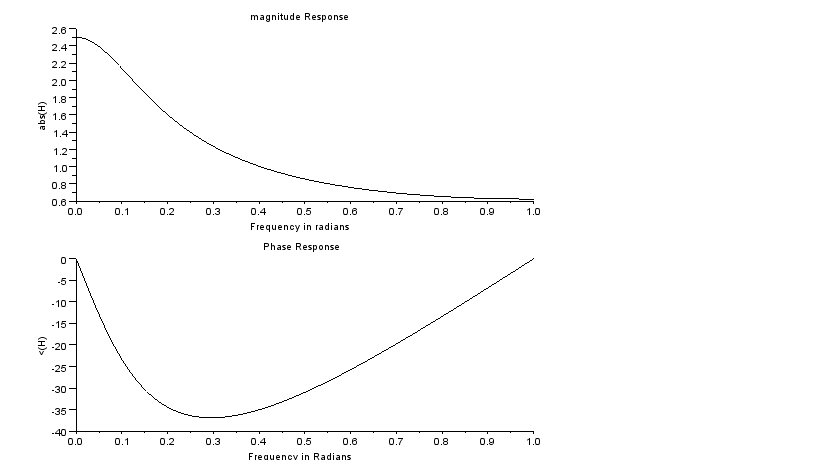 magnitude Response
2.6
2.4
2.2
2.0
1.8
1.6
1.4
1.2
1.0
0.8
0.6
abs(H)
0.0 0.1 0.2 0.3 0.4 0.5 0.6 0.7 0.8 0.9 1.0
Frequency in radians
Phase Response
0
-5
-10
-15
-20
-25
-30
-35
-40
<(H)
0.0 0.1 0.2 0.3 0.4 0.5 0.6 0.7 0.8 0.9 1.0
Frequency in Radians